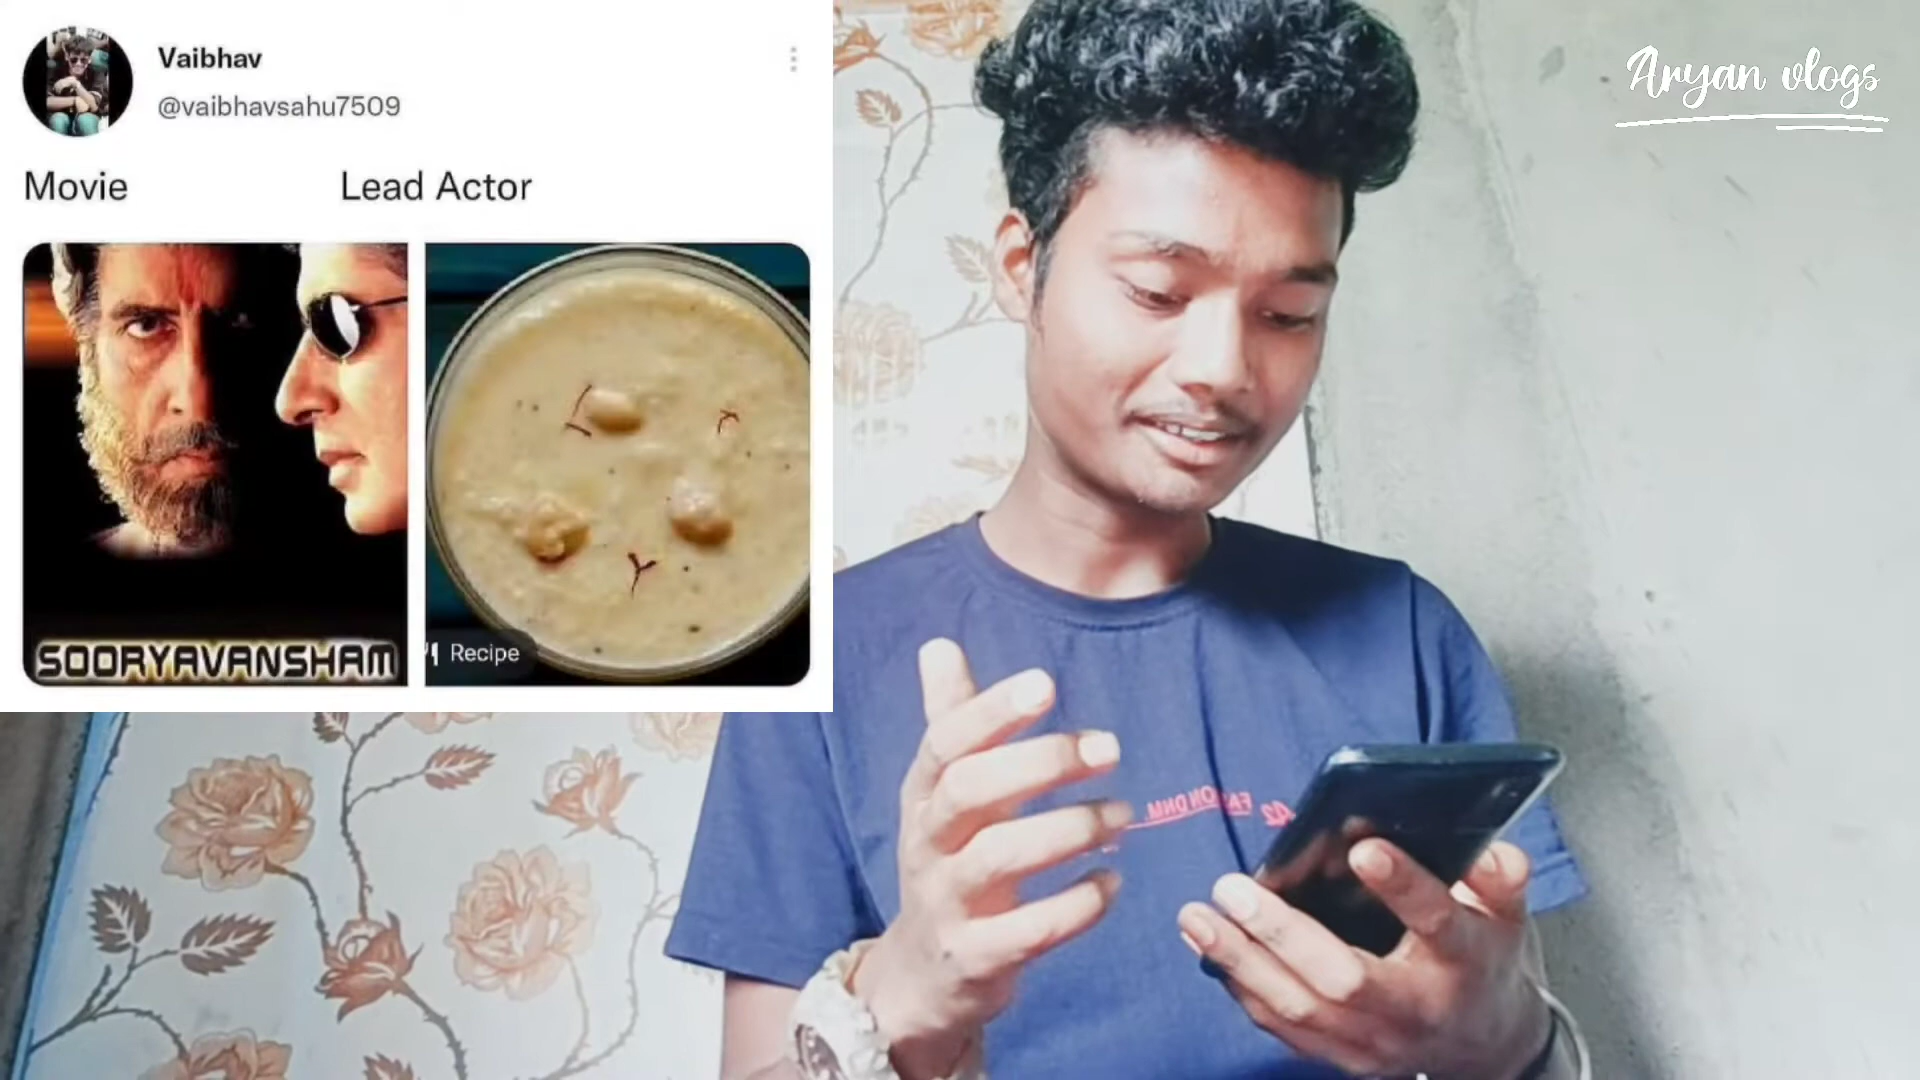 Vaibhav
@vaibhavsahu7509
Movie
Lead Actor
SOORYAVANSHAM
Recipe
Aryan vlogs